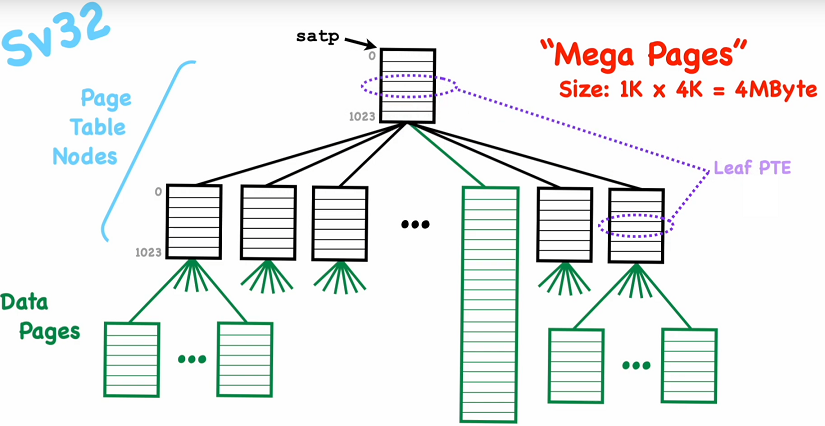 Sv32
satp
0
1023
“Mega Pages”
Size: 1K x 4K = 4MByte
Page
Table
Nodes
Leaf PTE
0
1023
•••
Data
Pages
•••
•••